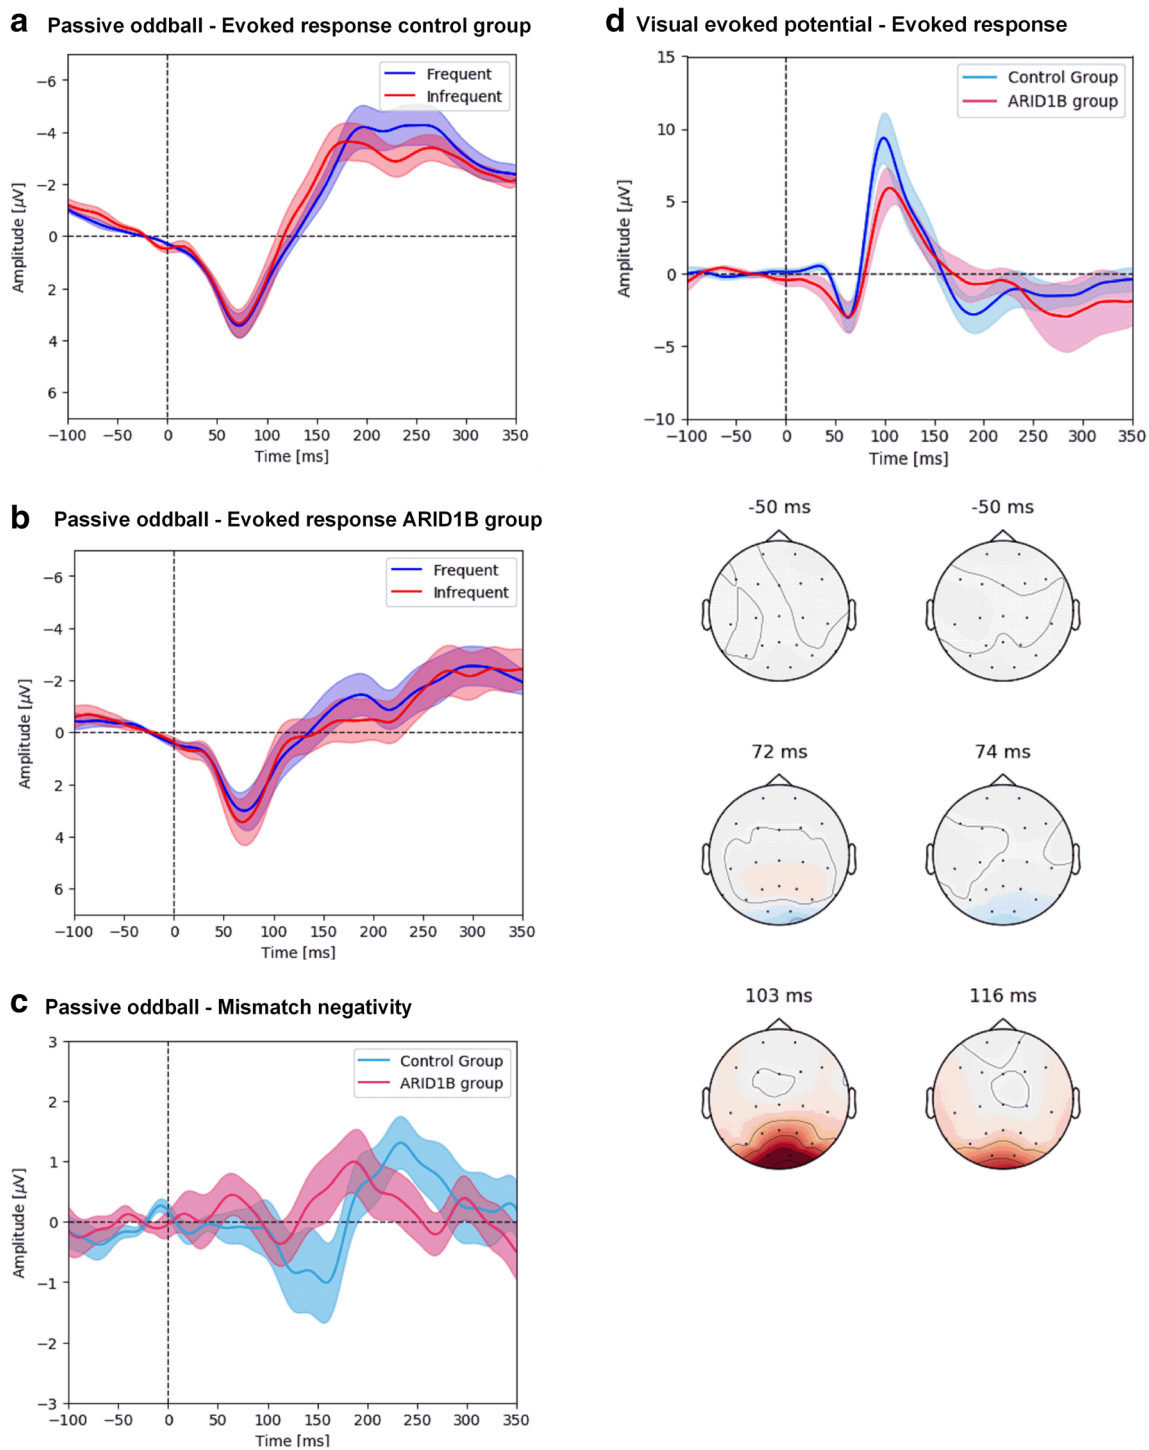 a Passive oddball - Evoked response control group
Frequent
Infrequent
−6
−4
−2
0
2
4
6
Amplitude [μV]
−100 −50 0 50 100 150 200 250 300 350
Time [ms]
b Passive oddball - Evoked response ARID1B group
Frequent
Infrequent
−6
−4
−2
0
2
4
6
Amplitude [μV]
−100 −50 0 50 100 150 200 250 300 350
Time [ms]
c Passive oddball - Mismatch negativity
Control Group
ARID1B group
3
2
1
0
−1
−2
−3
Amplitude [μV]
−100 −50 0 50 100 150 200 250 300 350
Time [ms]
d Visual evoked potential - Evoked response
Control Group
ARID1B group
15
10
5
0
−5
−10
Amplitude [μV]
−100 −50 0 50 100 150 200 250 300 350
Time [ms]
-50 ms -50 ms
72 ms 74 ms
103 ms 116 ms